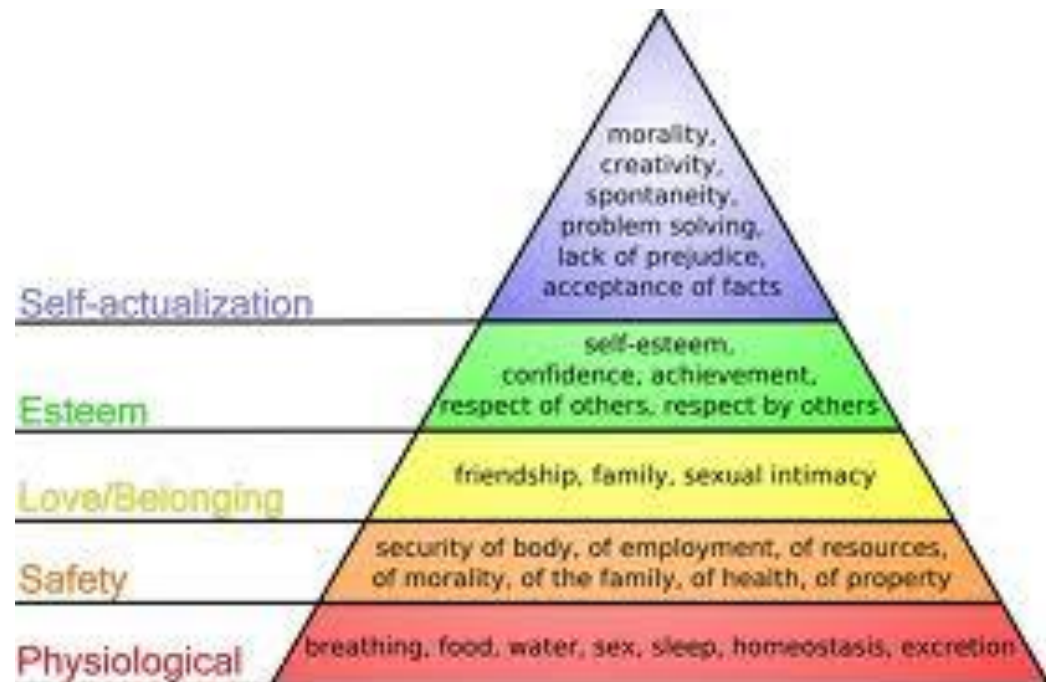 morality,
creativity,
spontaneity,
problem solving,
lack of prejudice,
acceptance of facts
Self-actualization
self-esteem,
confidence, achievement,
respect of others, respect by others
Esteem
friendship, family, sexual intimacy
Love/Belonging
security of body, of employment, of resources,
of morality, of the family, of health, of property
Safety
breathing, food, water, sex, sleep, homeostasis, excretion
Physiological